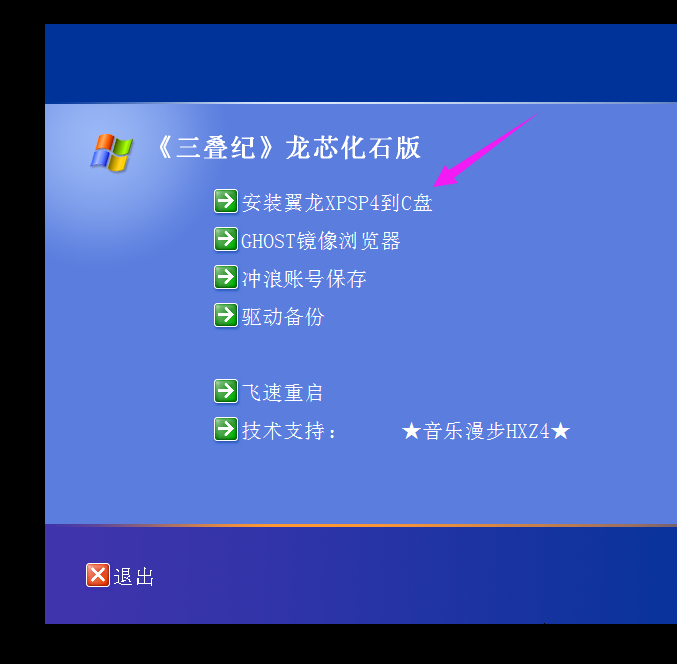 《三叠纪》龙芯化石版
安装翼龙XPSP4到C盘
GHOST镜像浏览器
冲浪账号保存
驱动备份
飞速重启
技术支持： ★音乐漫步HXZ4★
退出